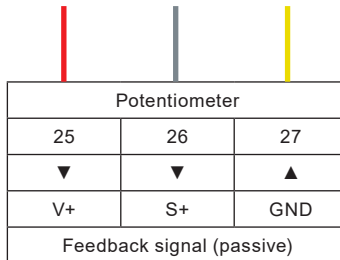 Potentiometer
25 26 27
▼ ▼ ▲
V+ S+ GND
Feedback signal (passive)